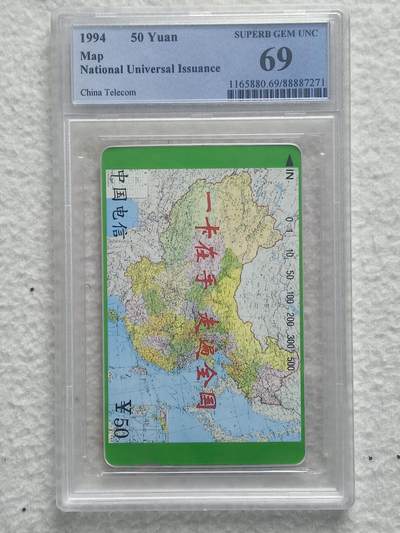 1994 50 Yuan
Map
National Universal Issuance
China Telecom
SUPERB GEM UNC
69
1165880.69/88887271
◀IN
0 1 10 50 100 200 300 500
一卡在手 走遍全国
中国电信
¥50